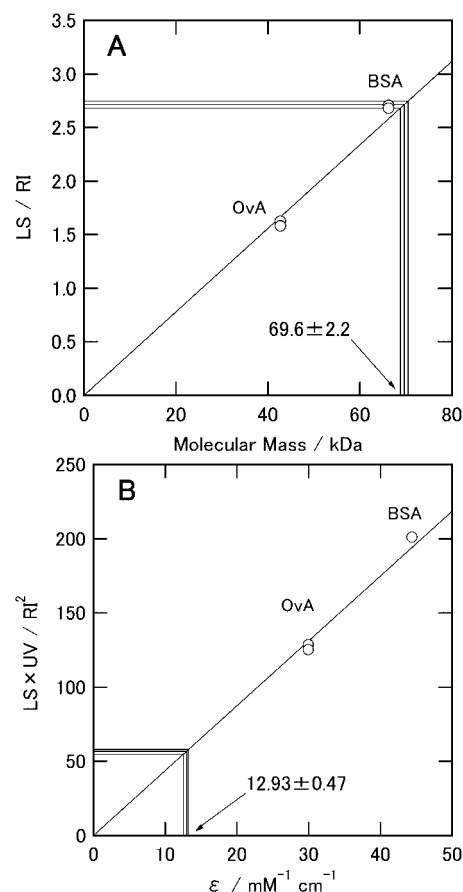 A
3.5
3.0
2.5
2.0
1.5
1.0
0.5
0.0
LS / RI
BSA
OvA
69.6±2.2
0 20 40 60 80
Molecular Mass / kDa
B
250
200
150
100
50
0
LS×UV / RI²
BSA
OvA
12.93±0.47
0 10 20 30 40 50
ε / mM⁻¹ cm⁻¹